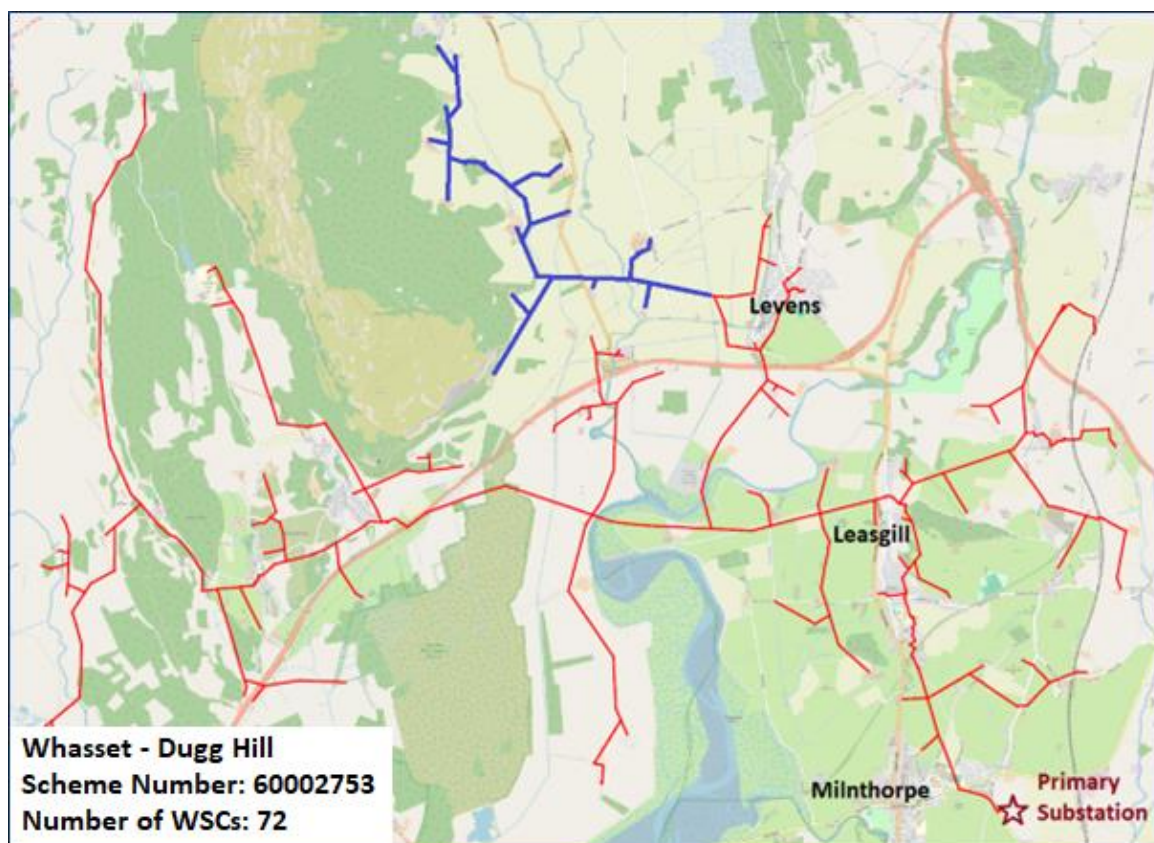 Levens
Leasgill
Milnthorpe
Primary
Substation
Whasset - Dugg Hill
Scheme Number: 60002753
Number of WSCs: 72